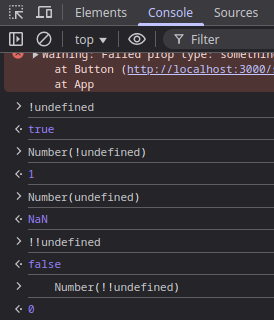 Elements Console Sources
top Filter
Warning: Failed prop type: somethin
at Button (http://localhost:3000/
at App
!undefined
true
Number(!undefined)
1
Number(undefined)
NaN
!!undefined
false
Number(!!undefined)
0